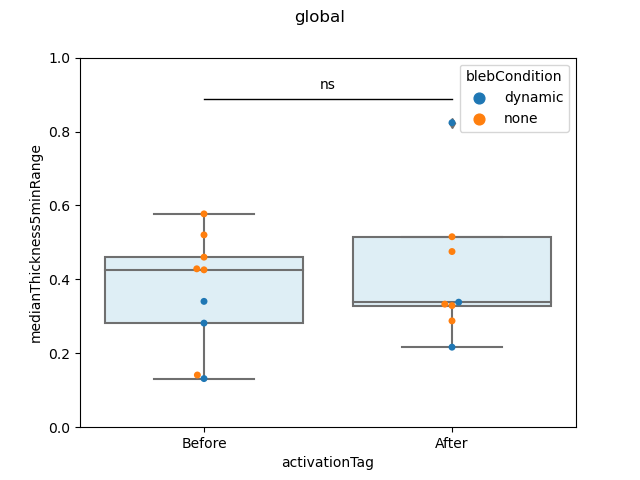 global
1.0
0.8
0.6
0.4
0.2
0.0
medianThickness5minRange
ns
blebCondition
dynamic
none
Before
After
activationTag